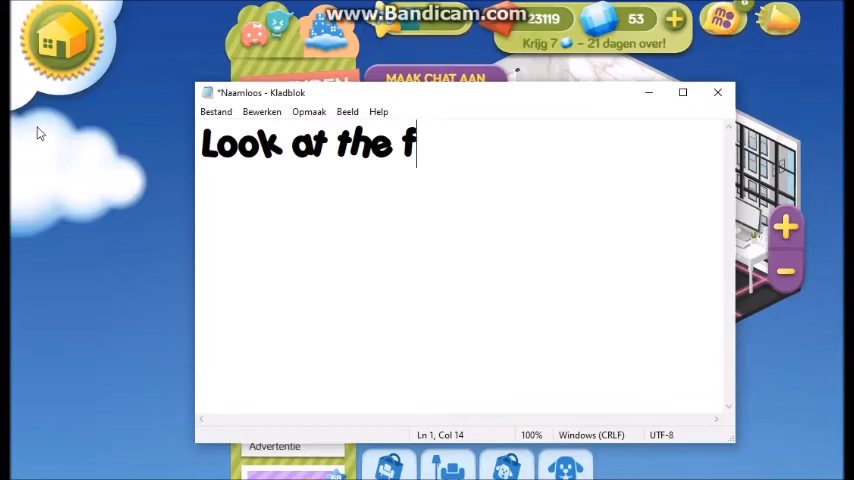 www.Bandicam.com
23119
53
Krijg 7 – 21 dagen over!
momo
MAAK CHAT AAN
*Naamloos - Kladblok
Bestand Bewerken Opmaak Beeld Help
Look at the f
Ln 1, Col 14 100% Windows (CRLF) UTF-8
Advertentie